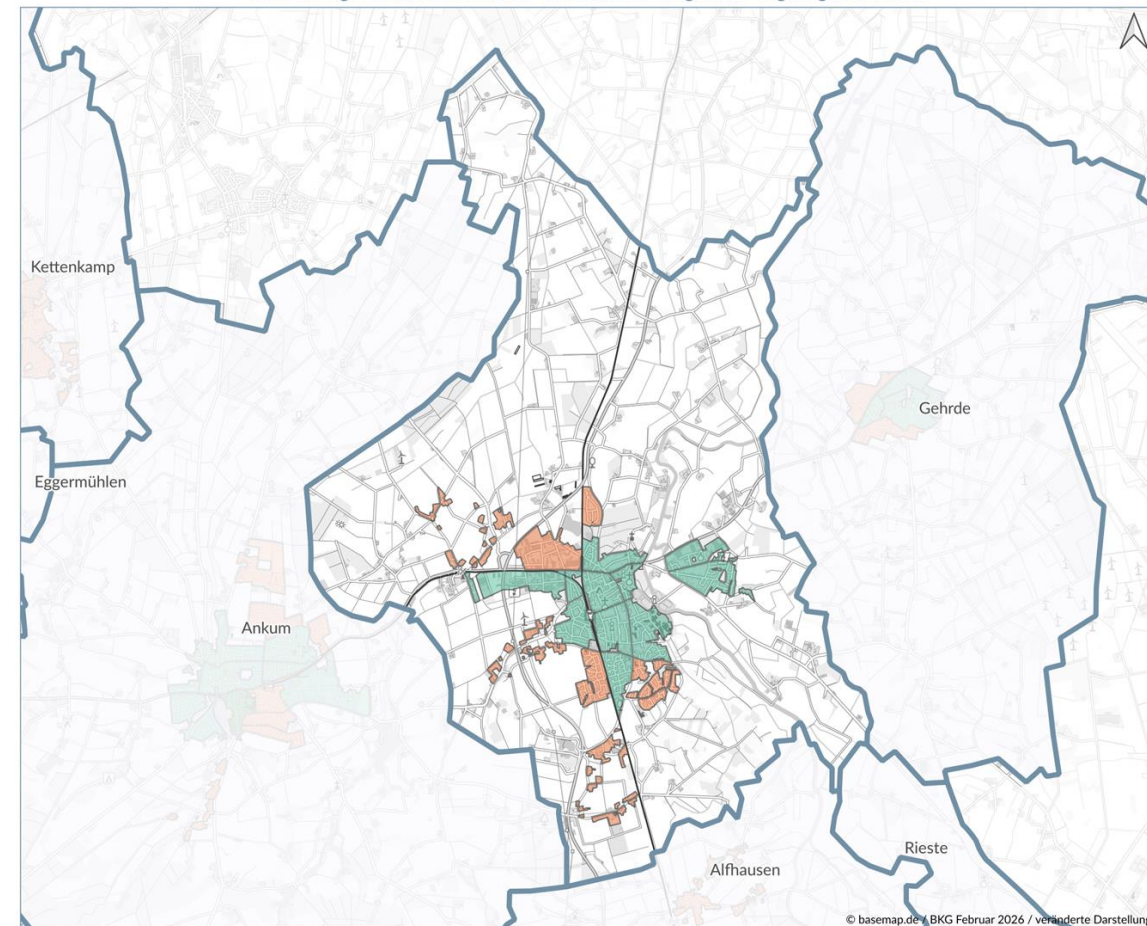 Kettenkamp
Gehrde
Eggermühlen
Ankum
Rieste
Alfhausen
© basemap.de / BKG Februar 2026 / veränderte Darstellung